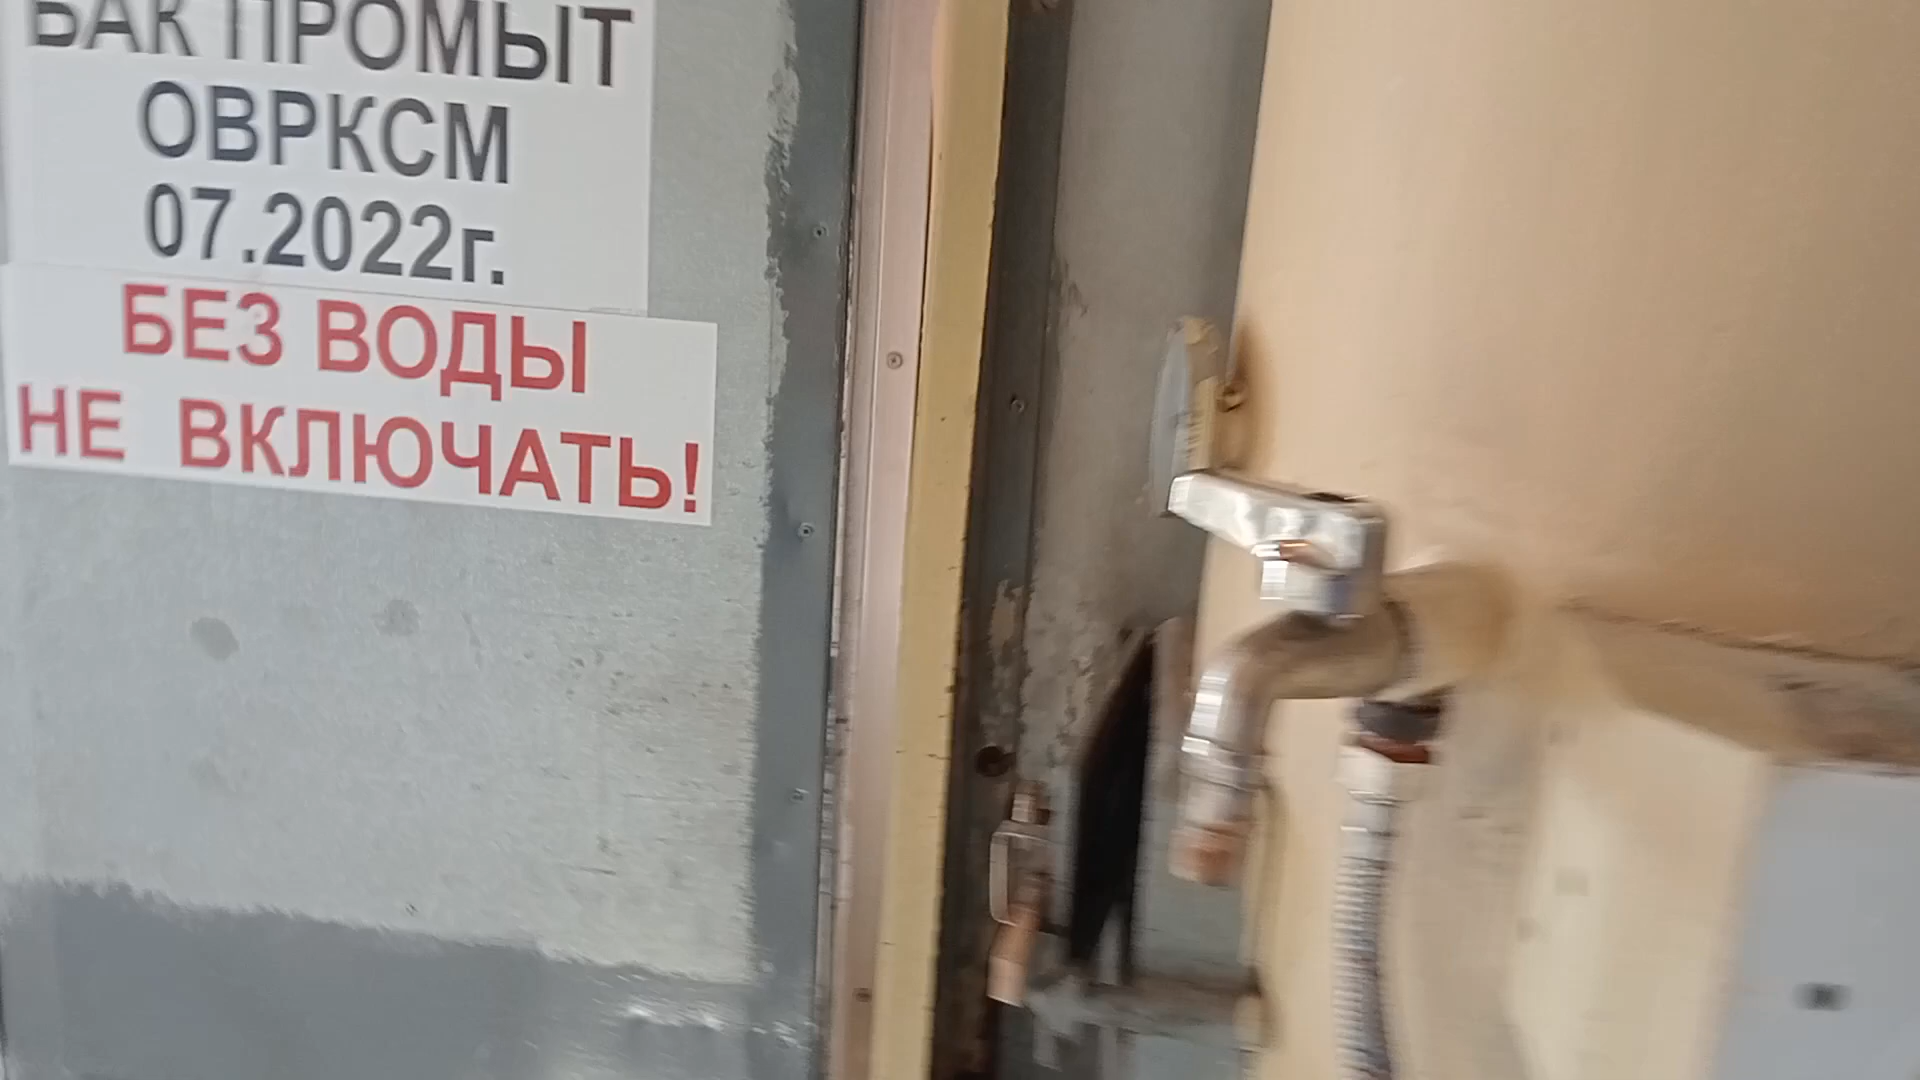 БАК ПРОМЫТ
ОВРКСМ
07.2022г.
БЕЗ ВОДЫ
НЕ ВКЛЮЧАТЬ!